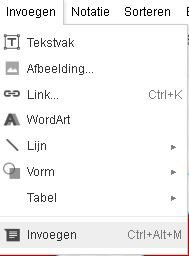 Invoegen Notatie Sorteren
Tekstvak
Afbeelding...
Link... Ctrl+K
WordArt
Lijn
Vorm
Tabel
Invoegen Ctrl+Alt+M